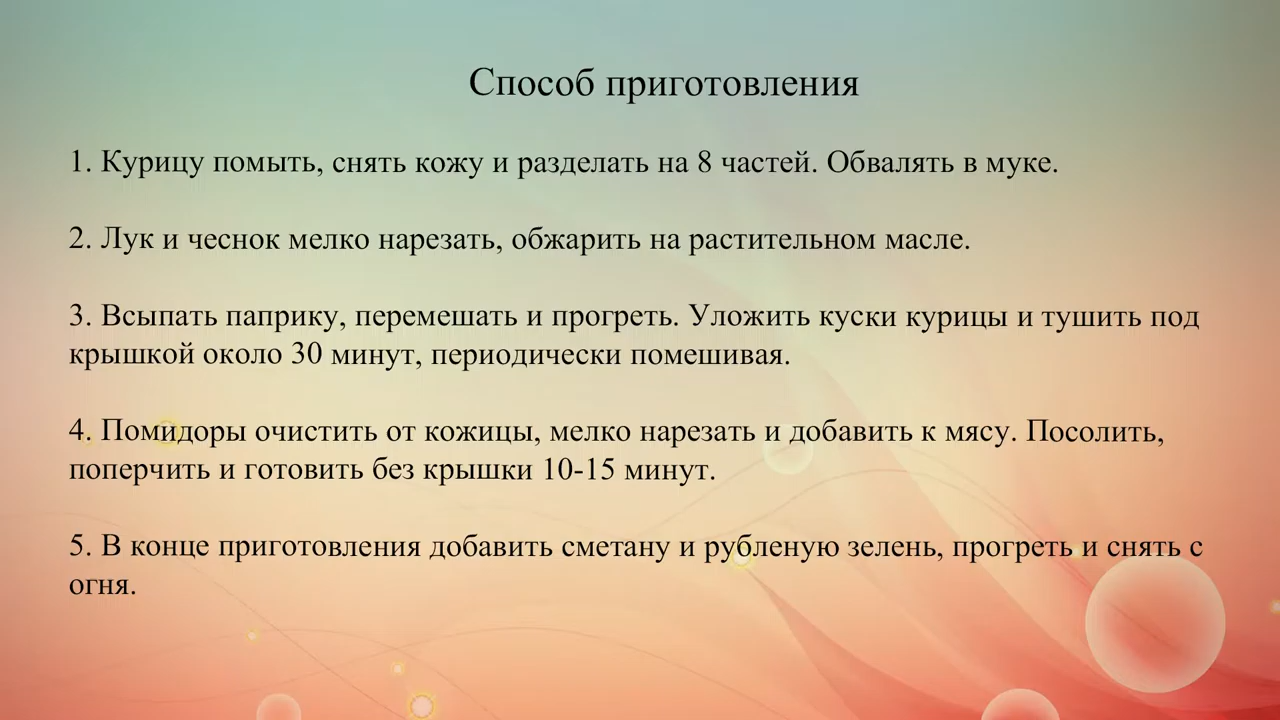 Способ приготовления
1. Курицу помыть, снять кожу и разделать на 8 частей. Обвалять в муке.
2. Лук и чеснок мелко нарезать, обжарить на растительном масле.
3. Всыпать паприку, перемешать и прогреть. Уложить куски курицы и тушить под
крышкой около 30 минут, периодически помешивая.
4. Помидоры очистить от кожицы, мелко нарезать и добавить к мясу. Посолить,
поперчить и готовить без крышки 10-15 минут.
5. В конце приготовления добавить сметану и рубленую зелень, прогреть и снять с
огня.